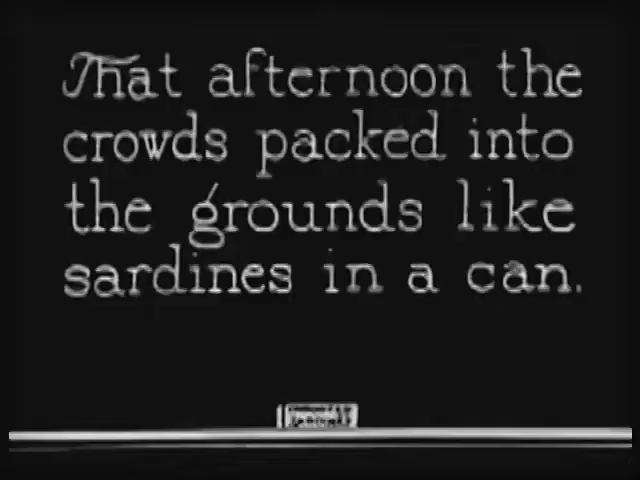 That afternoon the
crowds packed into
the grounds like
sardines in a can.